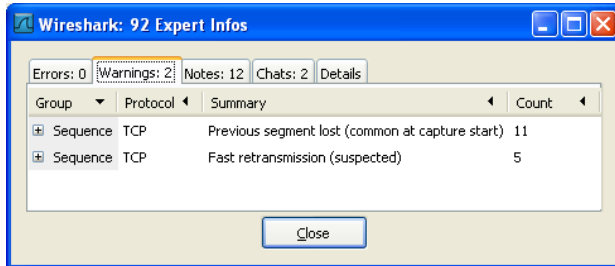 Wireshark: 92 Expert Infos
Errors: 0 Warnings: 2 Notes: 12 Chats: 2 Details
Group Protocol Summary Count
Sequence TCP Previous segment lost (common at capture start) 11
Sequence TCP Fast retransmission (suspected) 5
Close